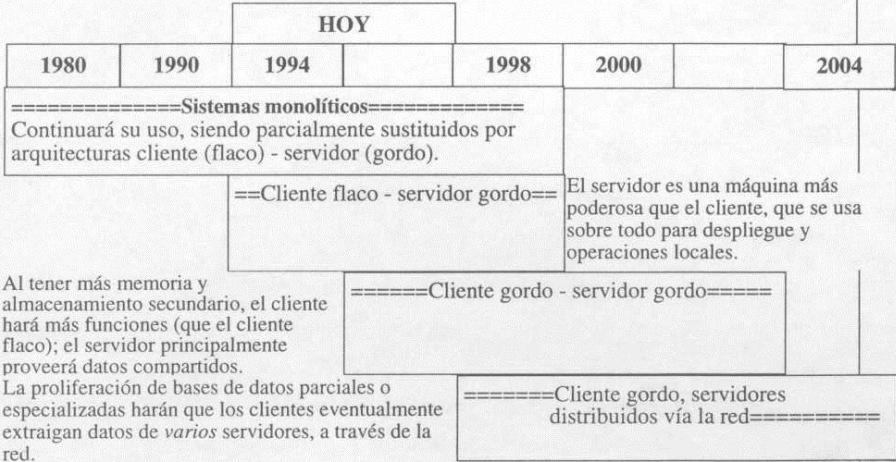 HOY
1980 1990 1994 1998 2000 2004
==============Sistemas monolíticos=============
Continuará su uso, siendo parcialmente sustituidos por
arquitecturas cliente (flaco) - servidor (gordo).
==Cliente flaco - servidor gordo==
El servidor es una máquina más
poderosa que el cliente, que se usa
sobre todo para despliegue y
operaciones locales.
Al tener más memoria y
almacenamiento secundario, el cliente
hará más funciones (que el cliente
flaco); el servidor principalmente
proveerá datos compartidos.
======Cliente gordo - servidor gordo=====
La proliferación de bases de datos parciales o
especializadas harán que los clientes eventualmente
extraigan datos de varios servidores, a través de la
red.
=======Cliente gordo, servidores
distribuidos vía la red==========